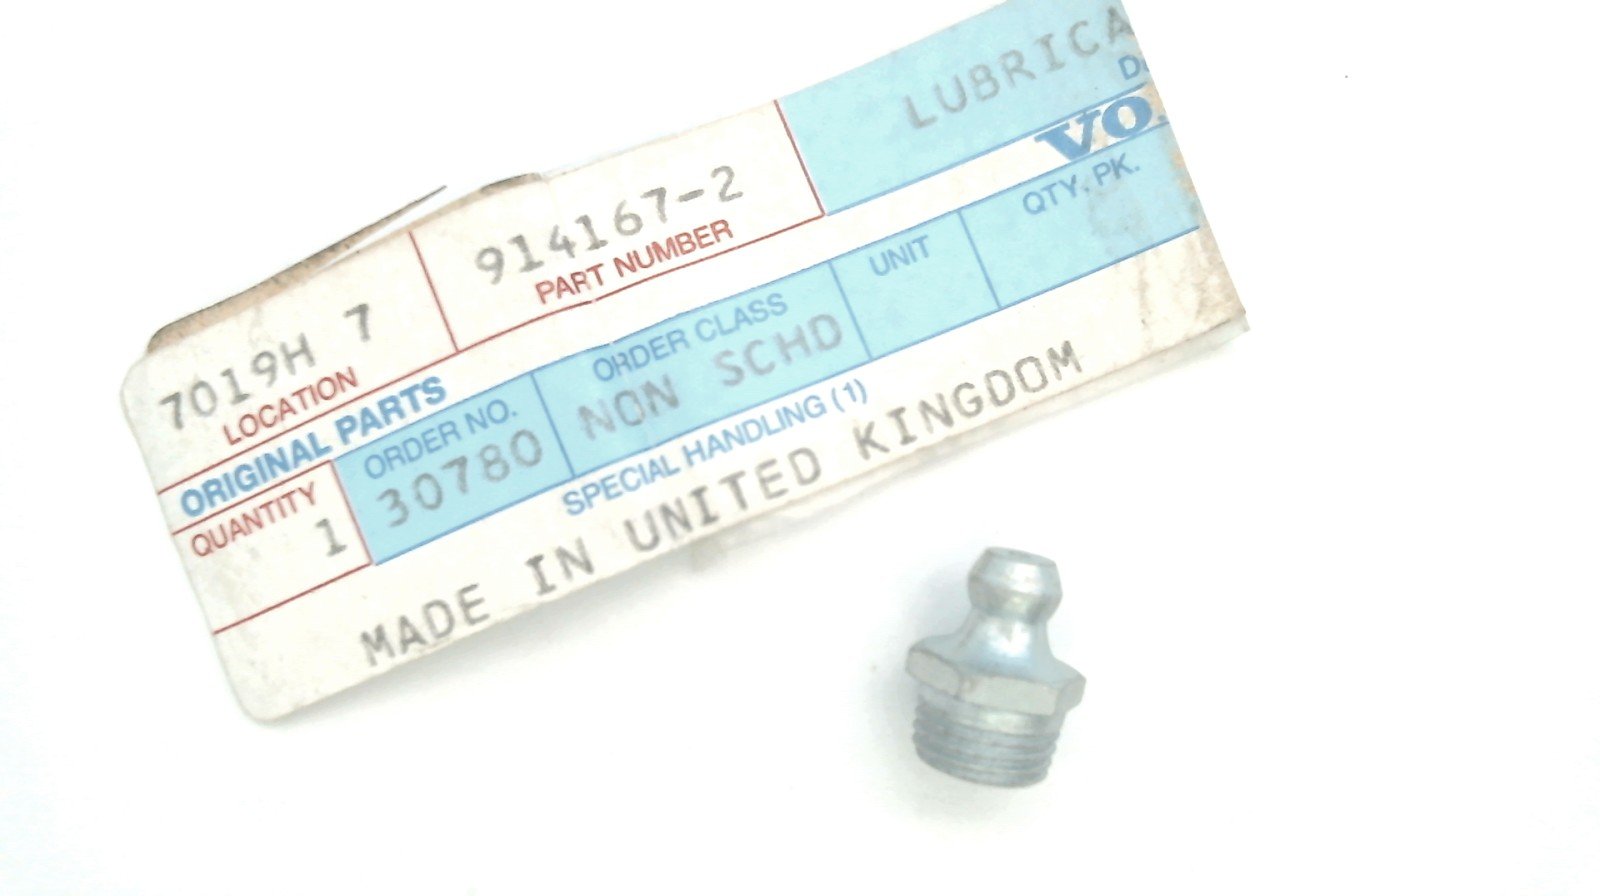 LUBRICA
VO
914167-2
PART NUMBER
QTY. PK.
7019H 7
LOCATION
UNIT
ORDER CLASS
NON SCHD
ORIGINAL PARTS
ORDER NO.
30780
SPECIAL HANDLING (1)
QUANTITY
1
MADE IN UNITED KINGDOM